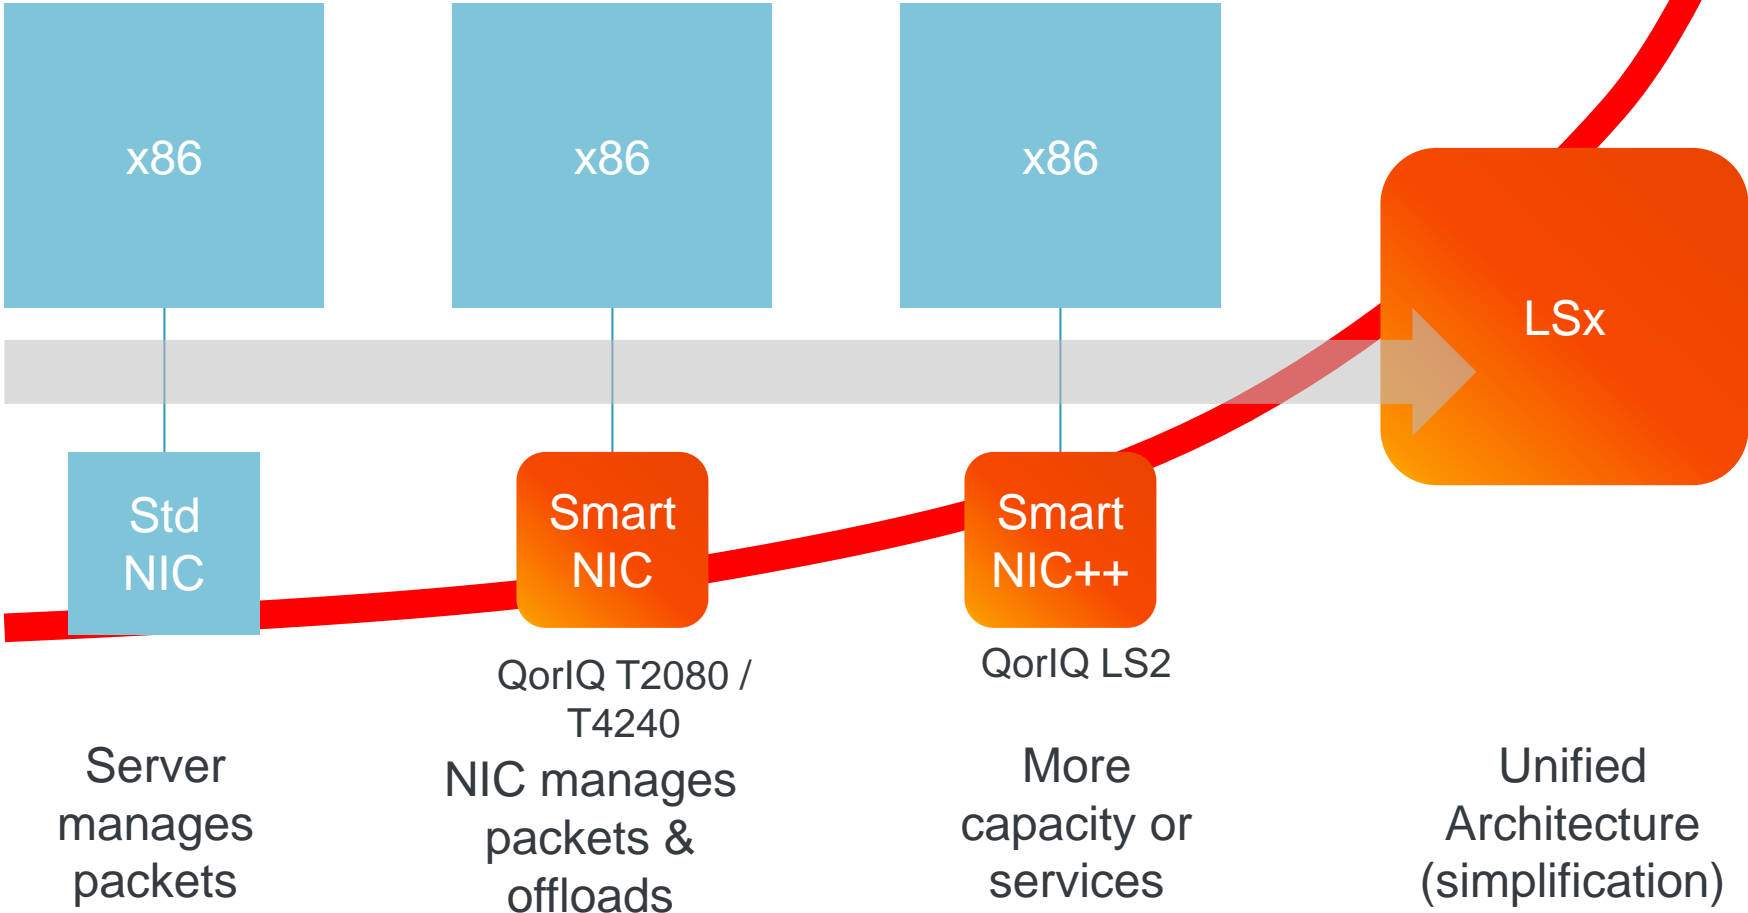 x86
x86
x86
LSx
Std
NIC
Smart
NIC
Smart
NIC++
QorIQ T2080 /
T4240
QorIQ LS2
Server
manages
packets
NIC manages
packets &
offloads
More
capacity or
services
Unified
Architecture
(simplification)